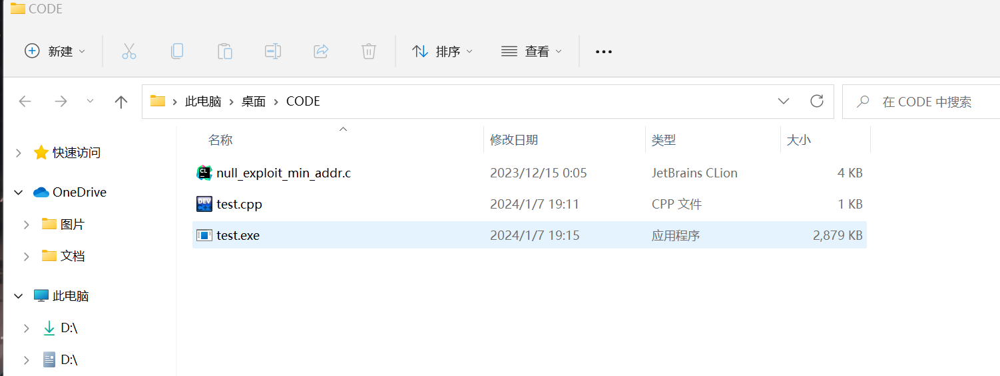 CODE
新建 排序 查看
此电脑 桌面 CODE 在 CODE 中搜索
名称 修改日期 类型 大小
快速访问
null_exploit_min_addr.c 2023/12/15 0:05 JetBrains CLion 4 KB
OneDrive
test.cpp 2024/1/7 19:11 CPP 文件 1 KB
图片
test.exe 2024/1/7 19:15 应用程序 2,879 KB
文档
此电脑
D:\
D:\